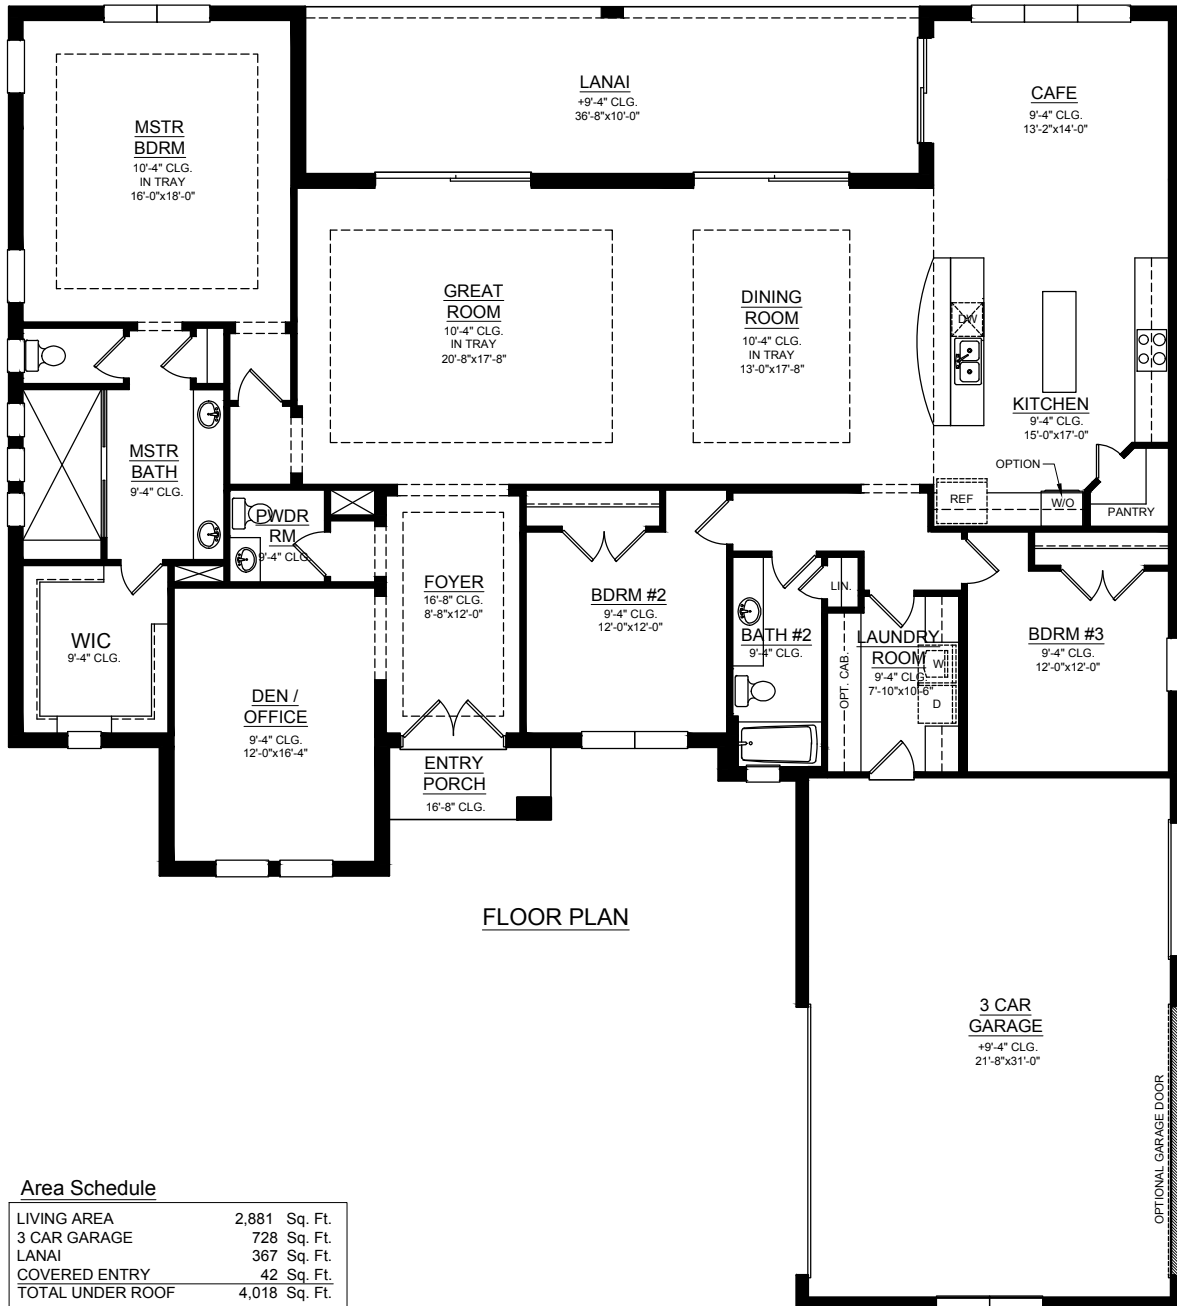 LANAI
+9'-4" CLG.
36'-8"x10'-0"
CAFE
9'-4" CLG.
13'-2"x14'-0"
MSTR
BDRM
10'-4" CLG.
IN TRAY
16'-0"x18'-0"
GREAT
ROOM
10'-4" CLG.
IN TRAY
20'-8"x17'-8"
DINING
ROOM
10'-4" CLG.
IN TRAY
13'-0"x17'-8"
DW
KITCHEN
9'-4" CLG.
15'-0"x17'-0"
OPTION
REF
W/O
PANTRY
MSTR
BATH
9'-4" CLG.
PWDR
RM
9'-4" CLG.
FOYER
16'-8" CLG.
8'-8"x12'-0"
BDRM #2
9'-4" CLG.
12'-0"x12'-0"
LIN.
BATH #2
9'-4" CLG.
OPT. CAB.
LAUNDRY
ROOM
9'-4" CLG.
7'-10"x10'-6"
W
D
BDRM #3
9'-4" CLG.
12'-0"x12'-0"
WIC
9'-4" CLG.
DEN /
OFFICE
9'-4" CLG.
12'-0"x16'-4"
ENTRY
PORCH
16'-8" CLG.
FLOOR PLAN
3 CAR
GARAGE
+9'-4" CLG.
21'-8"x31'-0"
OPTIONAL GARAGE DOOR
Area Schedule
LIVING AREA 2,881 Sq. Ft.
3 CAR GARAGE 728 Sq. Ft.
LANAI 367 Sq. Ft.
COVERED ENTRY 42 Sq. Ft.
TOTAL UNDER ROOF 4,018 Sq. Ft.